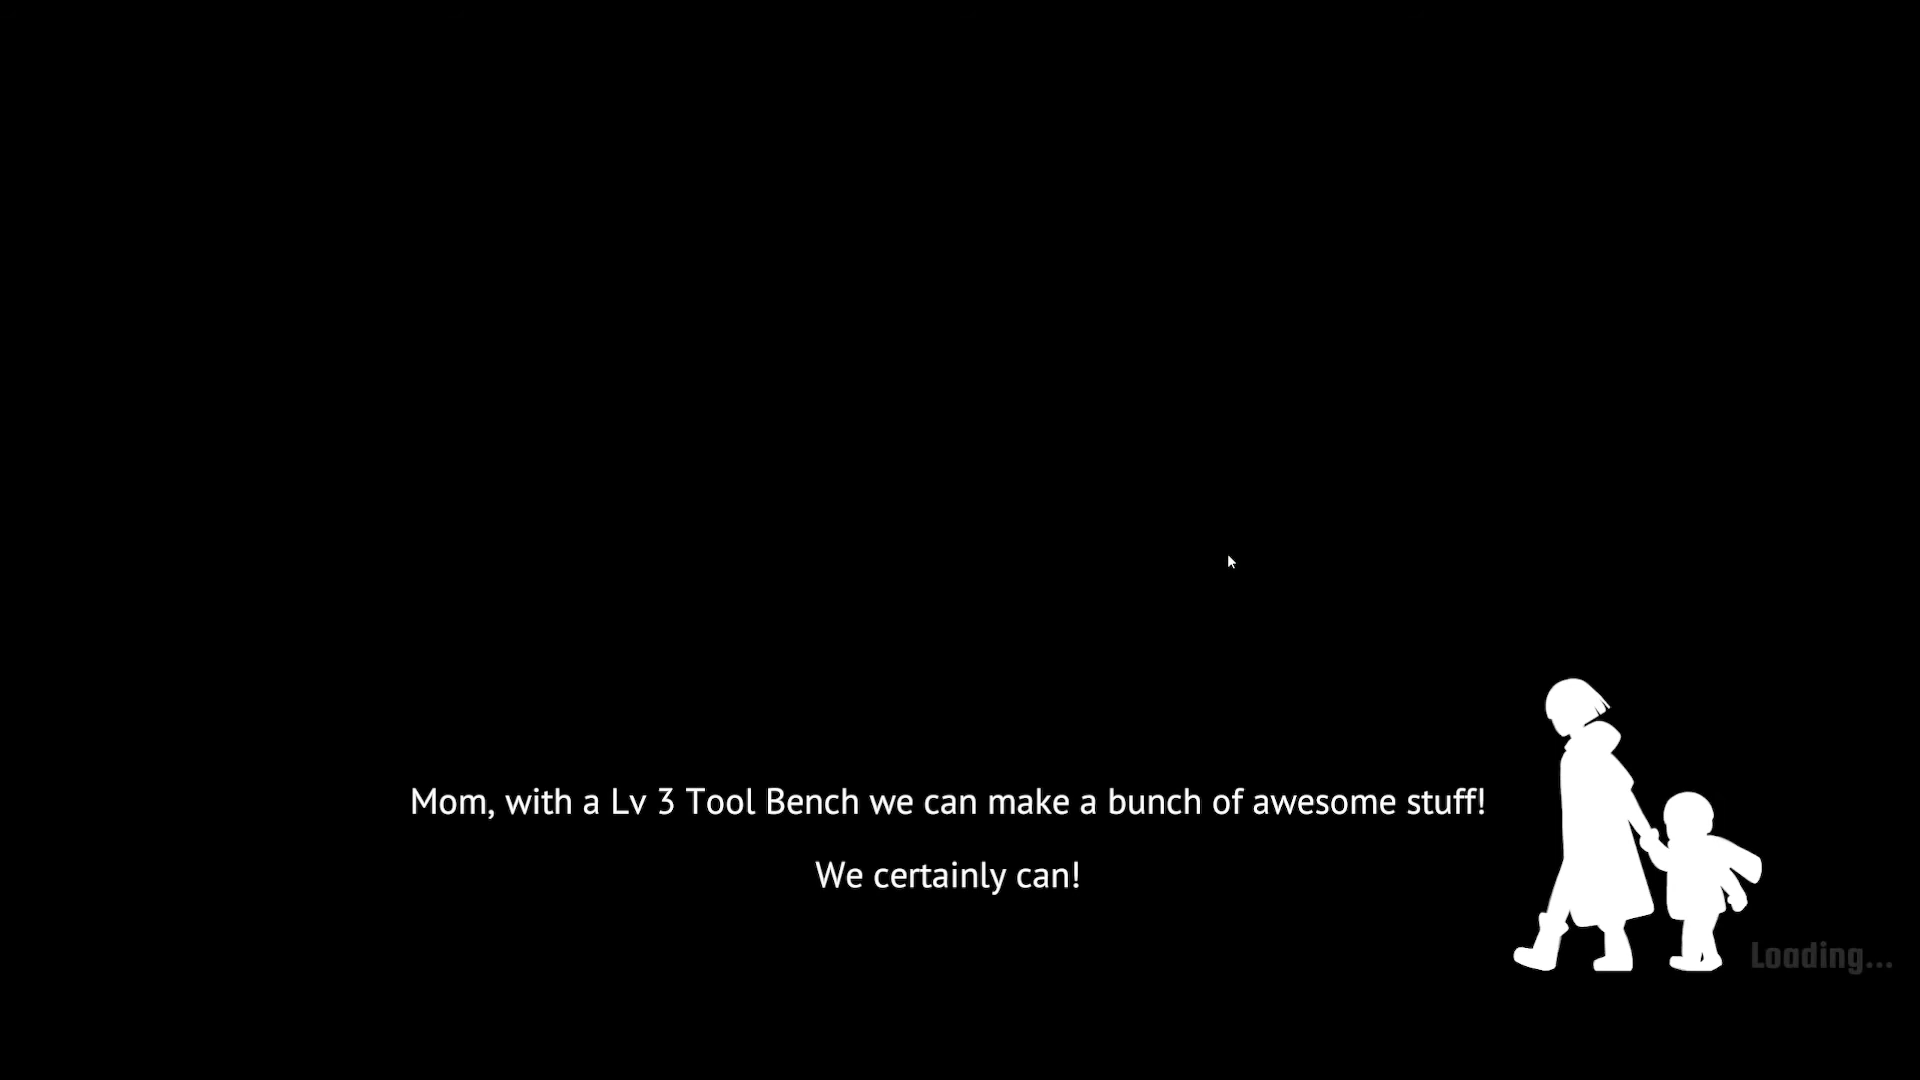 Mom, with a Lv 3 Tool Bench we can make a bunch of awesome stuff!
We certainly can!
Loading...